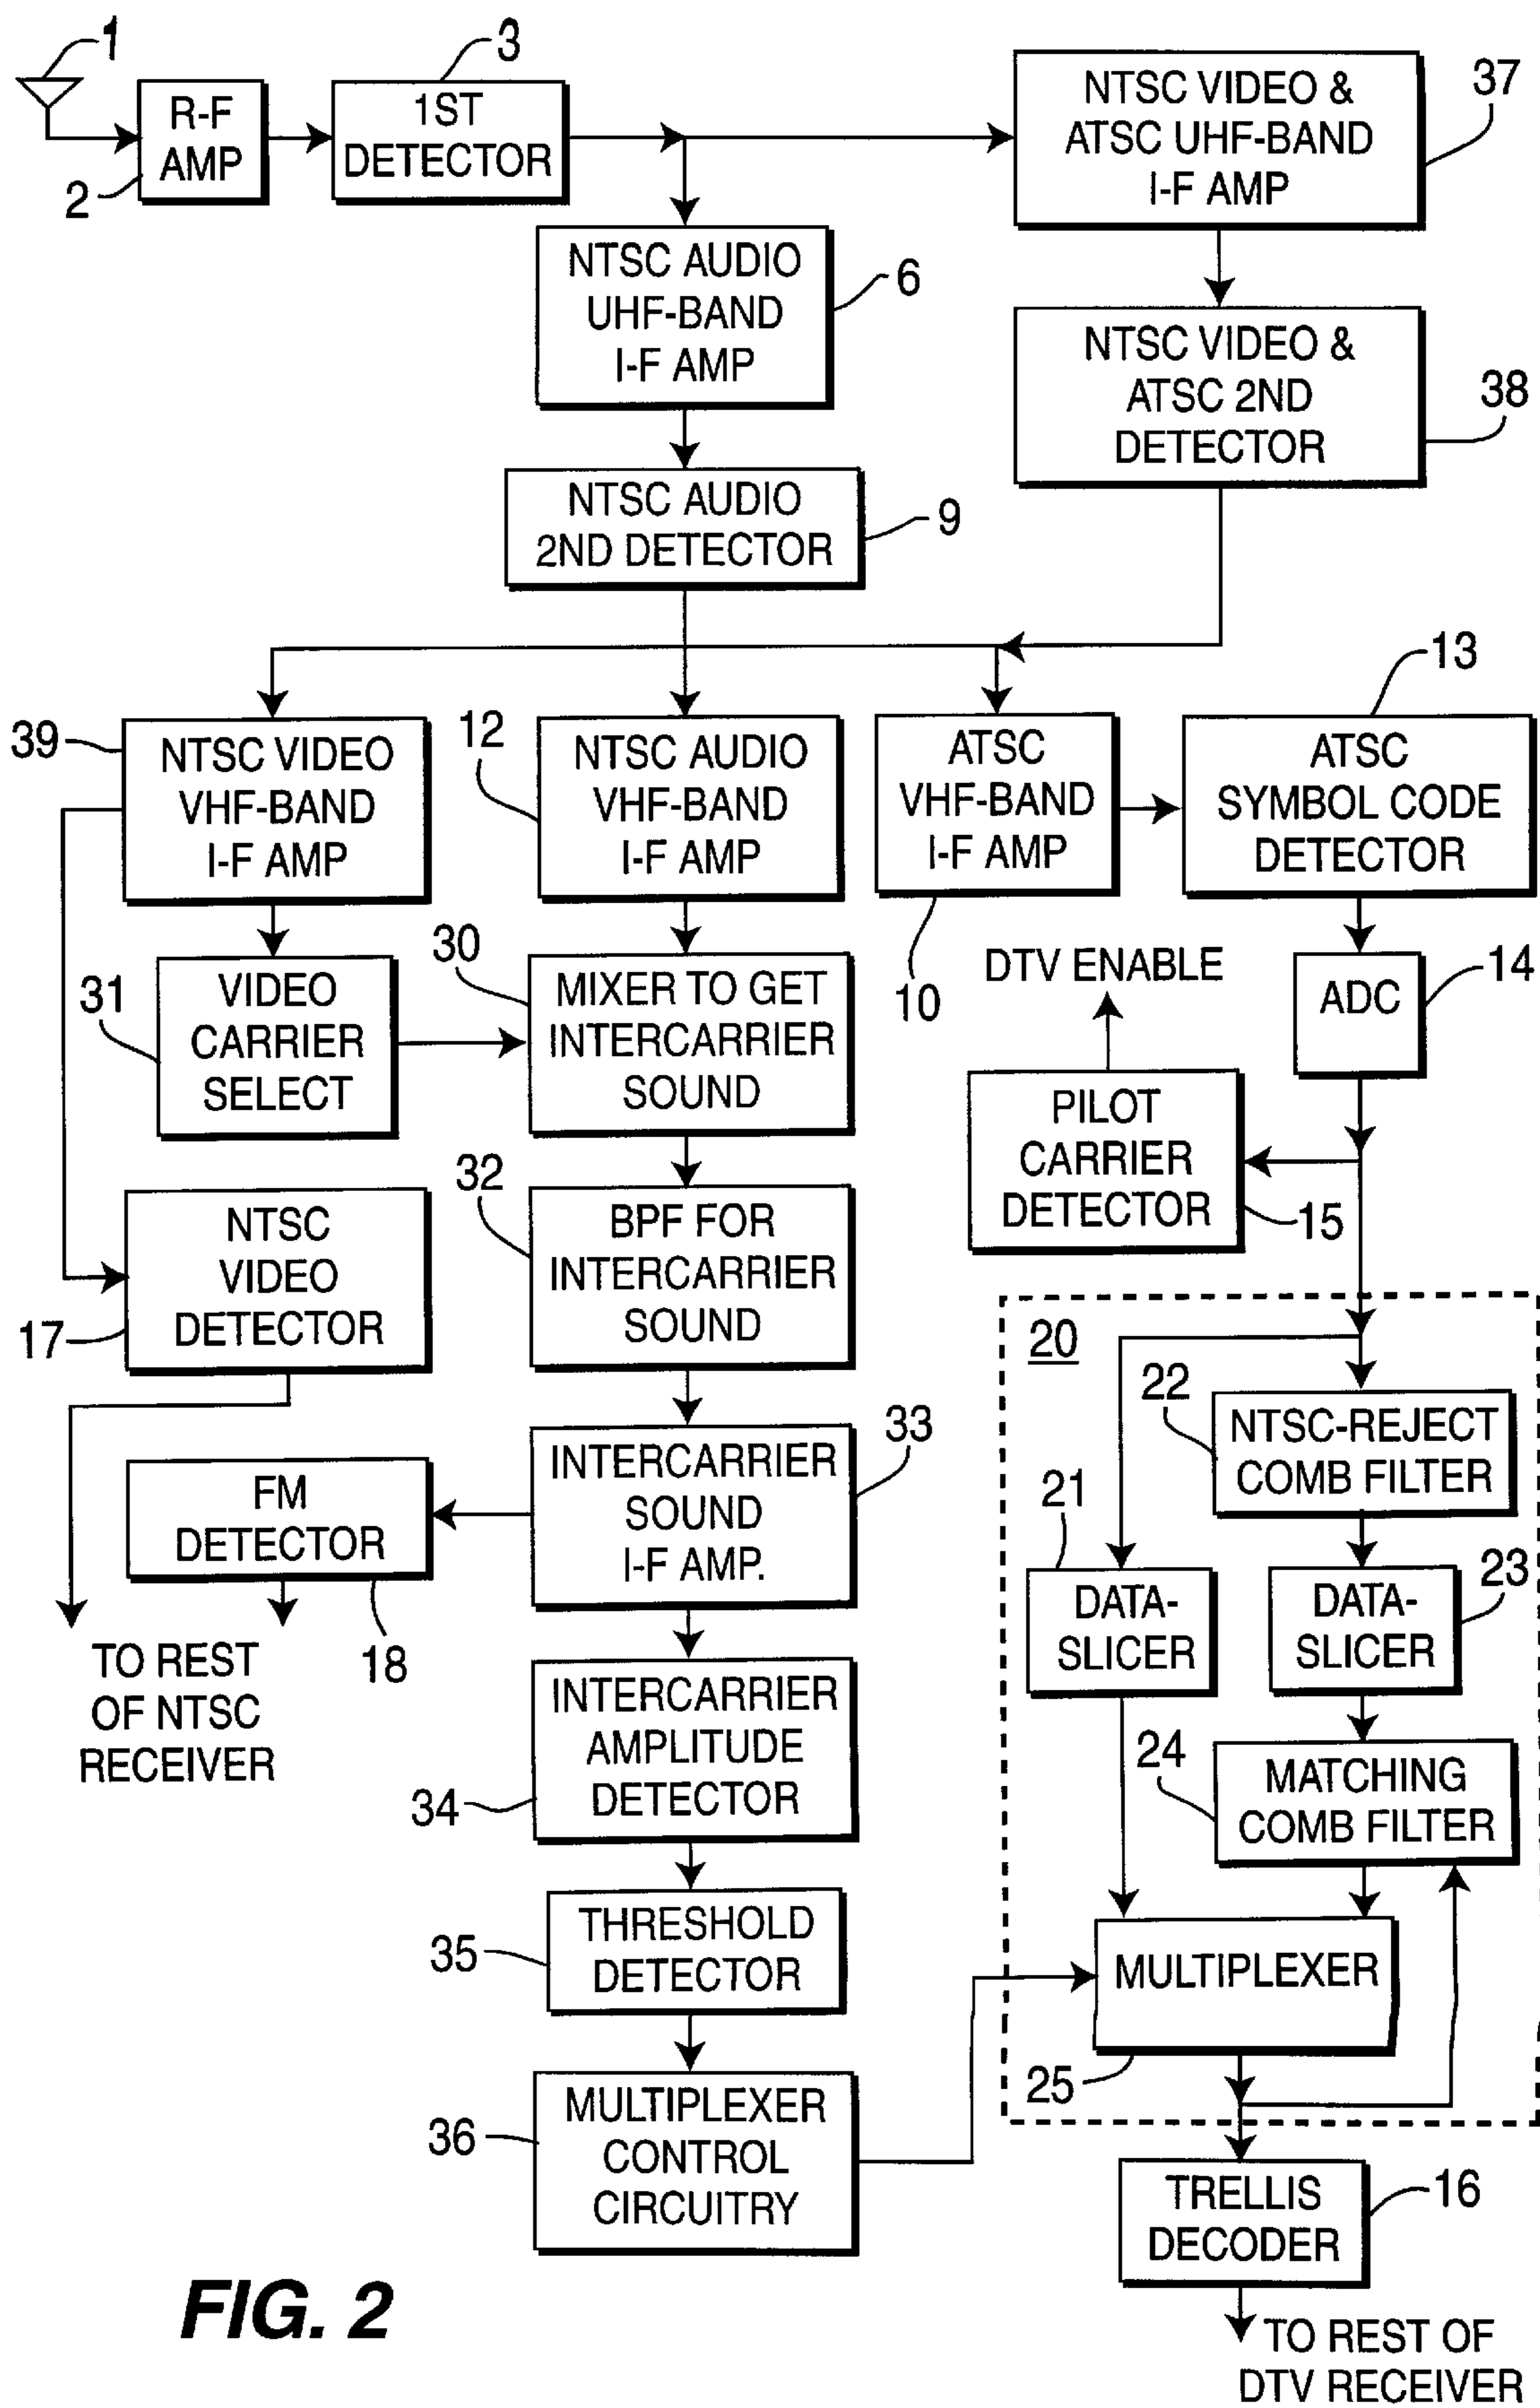 1
R-F
AMP
2
3
1ST
DETECTOR
37
NTSC VIDEO &
ATSC UHF-BAND
I-F AMP
NTSC AUDIO
UHF-BAND
I-F AMP
6
NTSC VIDEO &
ATSC 2ND
DETECTOR
38
NTSC AUDIO
2ND DETECTOR
9
39
NTSC VIDEO
VHF-BAND
I-F AMP
12
NTSC AUDIO
VHF-BAND
I-F AMP
ATSC
VHF-BAND
I-F AMP
10
13
ATSC
SYMBOL CODE
DETECTOR
31
VIDEO
CARRIER
SELECT
30
MIXER TO GET
INTERCARRIER
SOUND
DTV ENABLE
ADC
14
PILOT
CARRIER
DETECTOR
15
NTSC
VIDEO
DETECTOR
17
32
BPF FOR
INTERCARRIER
SOUND
20
22
NTSC-REJECT
COMB FILTER
FM
DETECTOR
18
INTERCARRIER
SOUND
I-F AMP.
33
21
DATA-
SLICER
DATA-
SLICER
23
TO REST
OF NTSC
RECEIVER
INTERCARRIER
AMPLITUDE
DETECTOR
34
24
MATCHING
COMB FILTER
35
THRESHOLD
DETECTOR
MULTIPLEXER
25
36
MULTIPLEXER
CONTROL
CIRCUITRY
TRELLIS
DECODER
16
FIG. 2
TO REST OF
DTV RECEIVER